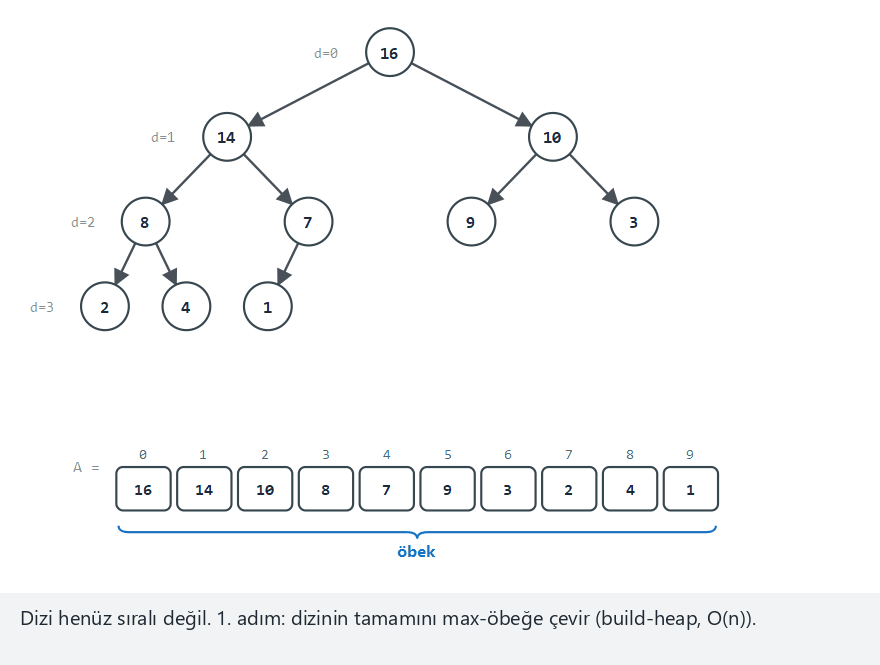 d=0 16
d=1 14 10
d=2 8 7 9 3
d=3 2 4 1
0 1 2 3 4 5 6 7 8 9
A = 16 14 10 8 7 9 3 2 4 1
öbek
Dizi henüz sıralı değil. 1. adım: dizinin tamamını max-öbeğe çevir (build-heap, O(n)).